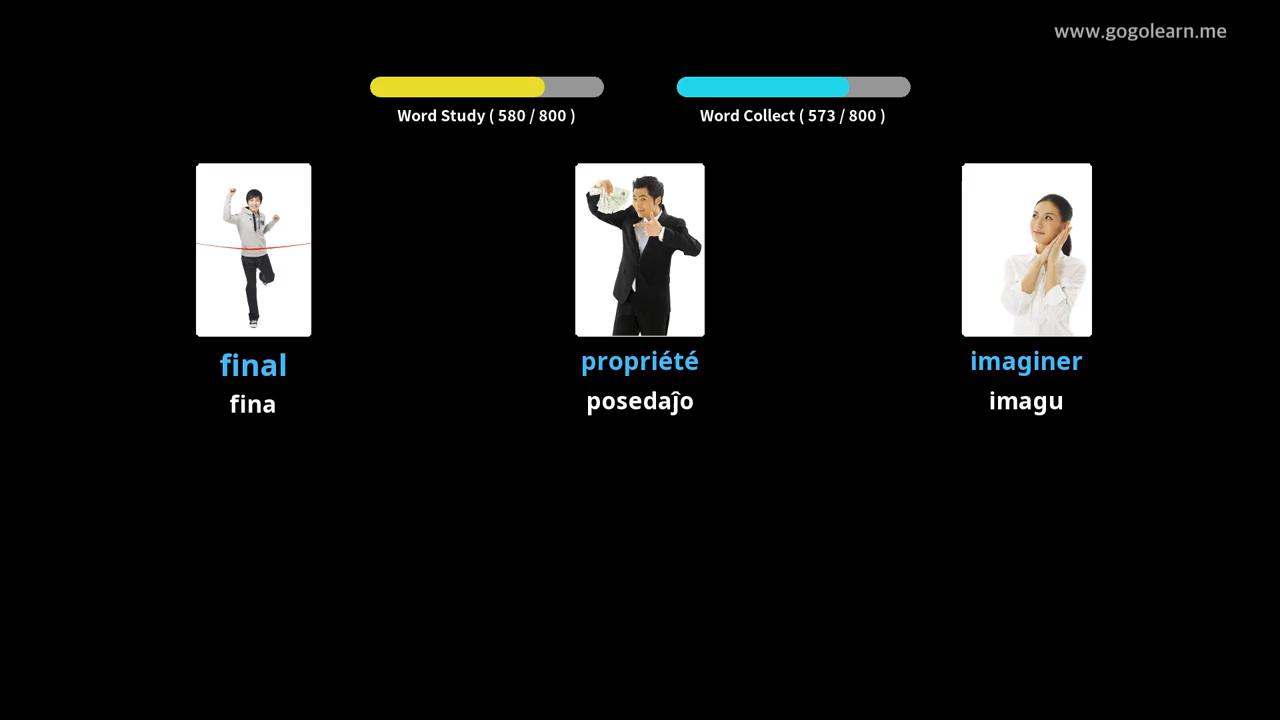 www.gogolearn.me
Word Study ( 580 / 800 )
Word Collect ( 573 / 800 )
final
propriété
imaginer
fina
posedaĵo
imagu